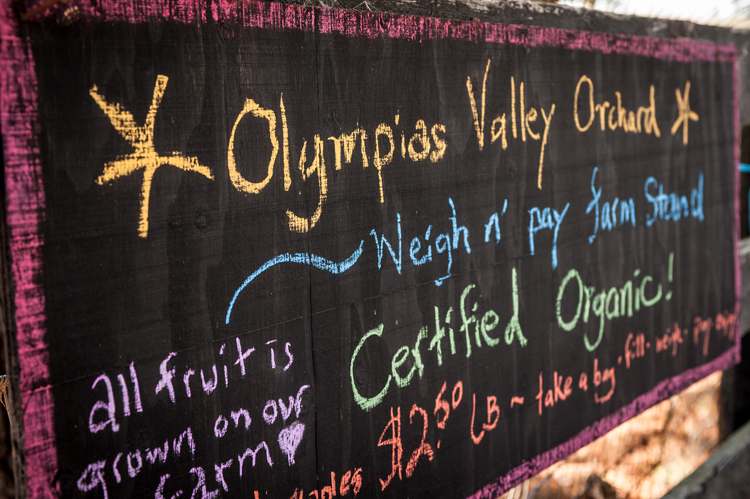 Olympias Valley Orchard
Weigh n' pay farm Stand
Certified Organic!
all fruit is
grown on our
farm
$2.50 LB ~ take a bag · fill · weigh · pay